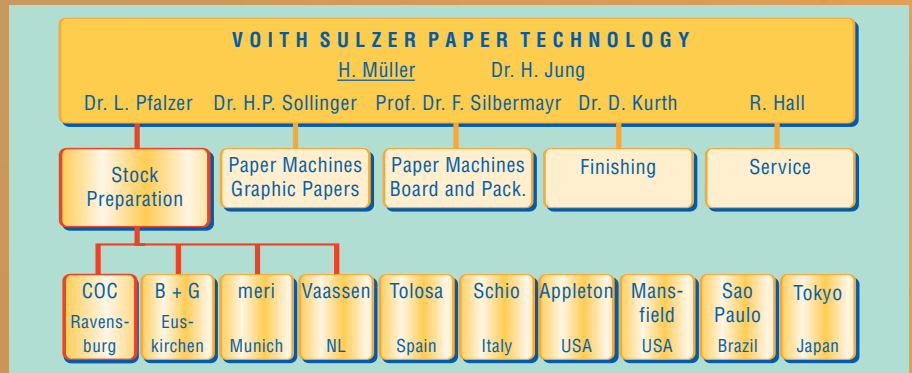 VOITH SULZER PAPER TECHNOLOGY
H. Müller Dr. H. Jung
Dr. L. Pfalzer Dr. H.P. Sollinger Prof. Dr. F. Silbermayr Dr. D. Kurth R. Hall
Stock
Preparation
Paper Machines
Graphic Papers
Paper Machines
Board and Pack.
Finishing
Service
COC
Ravens-
burg
B + G
Eus-
kirchen
meri
Munich
Vaassen
NL
Tolosa
Spain
Schio
Italy
Appleton
USA
Mans-
field
USA
Sao
Paulo
Brazil
Tokyo
Japan